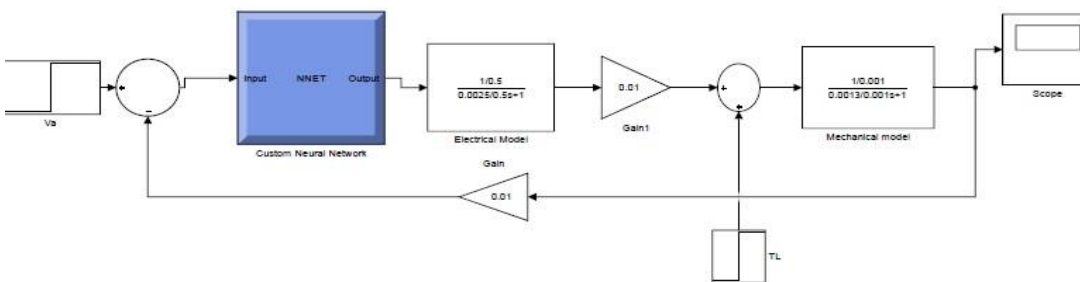 Va
Input NNET Output
Custom Neural Network
1/0.5
0.0025/0.5s+1
Electrical Model
0.01
Gain1
1/0.001
0.0013/0.001s+1
Mechanical model
Scope
Gain
0.01
TL